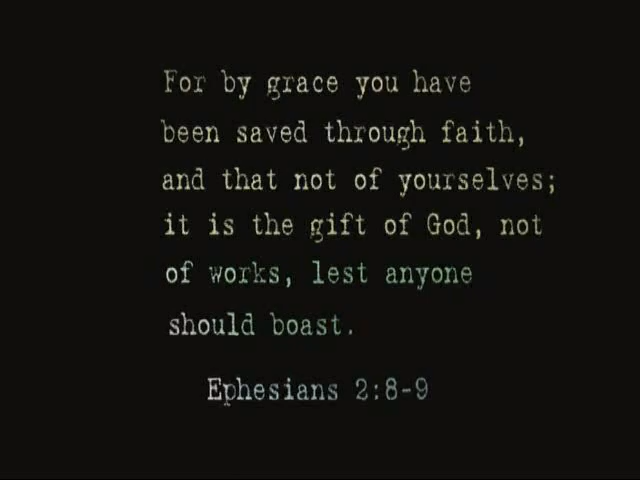 For by grace you have
been saved through faith,
and that not of yourselves;
it is the gift of God, not
of works, lest anyone
should boast.
Ephesians 2:8-9